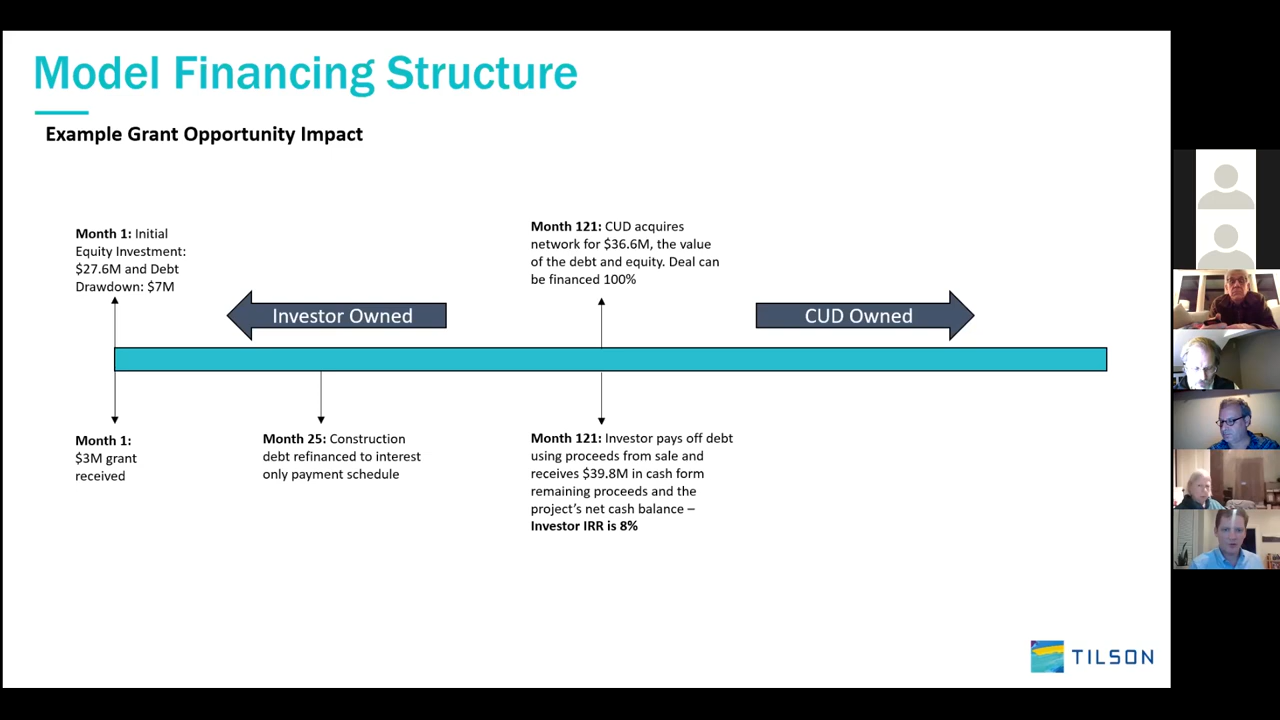 Model Financing Structure
Example Grant Opportunity Impact
Month 1: Initial
Equity Investment:
$27.6M and Debt
Drawdown: $7M
Month 121: CUD acquires
network for $36.6M, the value
of the debt and equity. Deal can
be financed 100%
Investor Owned
CUD Owned
Month 1:
$3M grant
received
Month 25: Construction
debt refinanced to interest
only payment schedule
Month 121: Investor pays off debt
using proceeds from sale and
receives $39.8M in cash form
remaining proceeds and the
project's net cash balance –
Investor IRR is 8%
TILSON